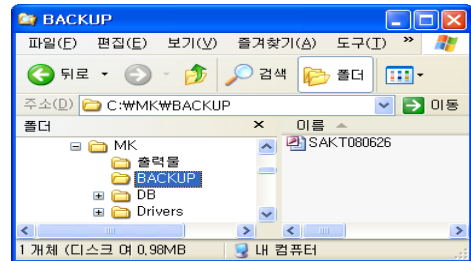 BACKUP
파일(F) 편집(E) 보기(V) 즐겨찾기(A) 도구(T) »
뒤로 검색 폴더
주소(D) C:₩MK₩BACKUP 이동
폴더 × 이름
MK SAKT080626
출력물
BACKUP
DB
Drivers
1 개체 (디스크 여 0,98MB 내 컴퓨터